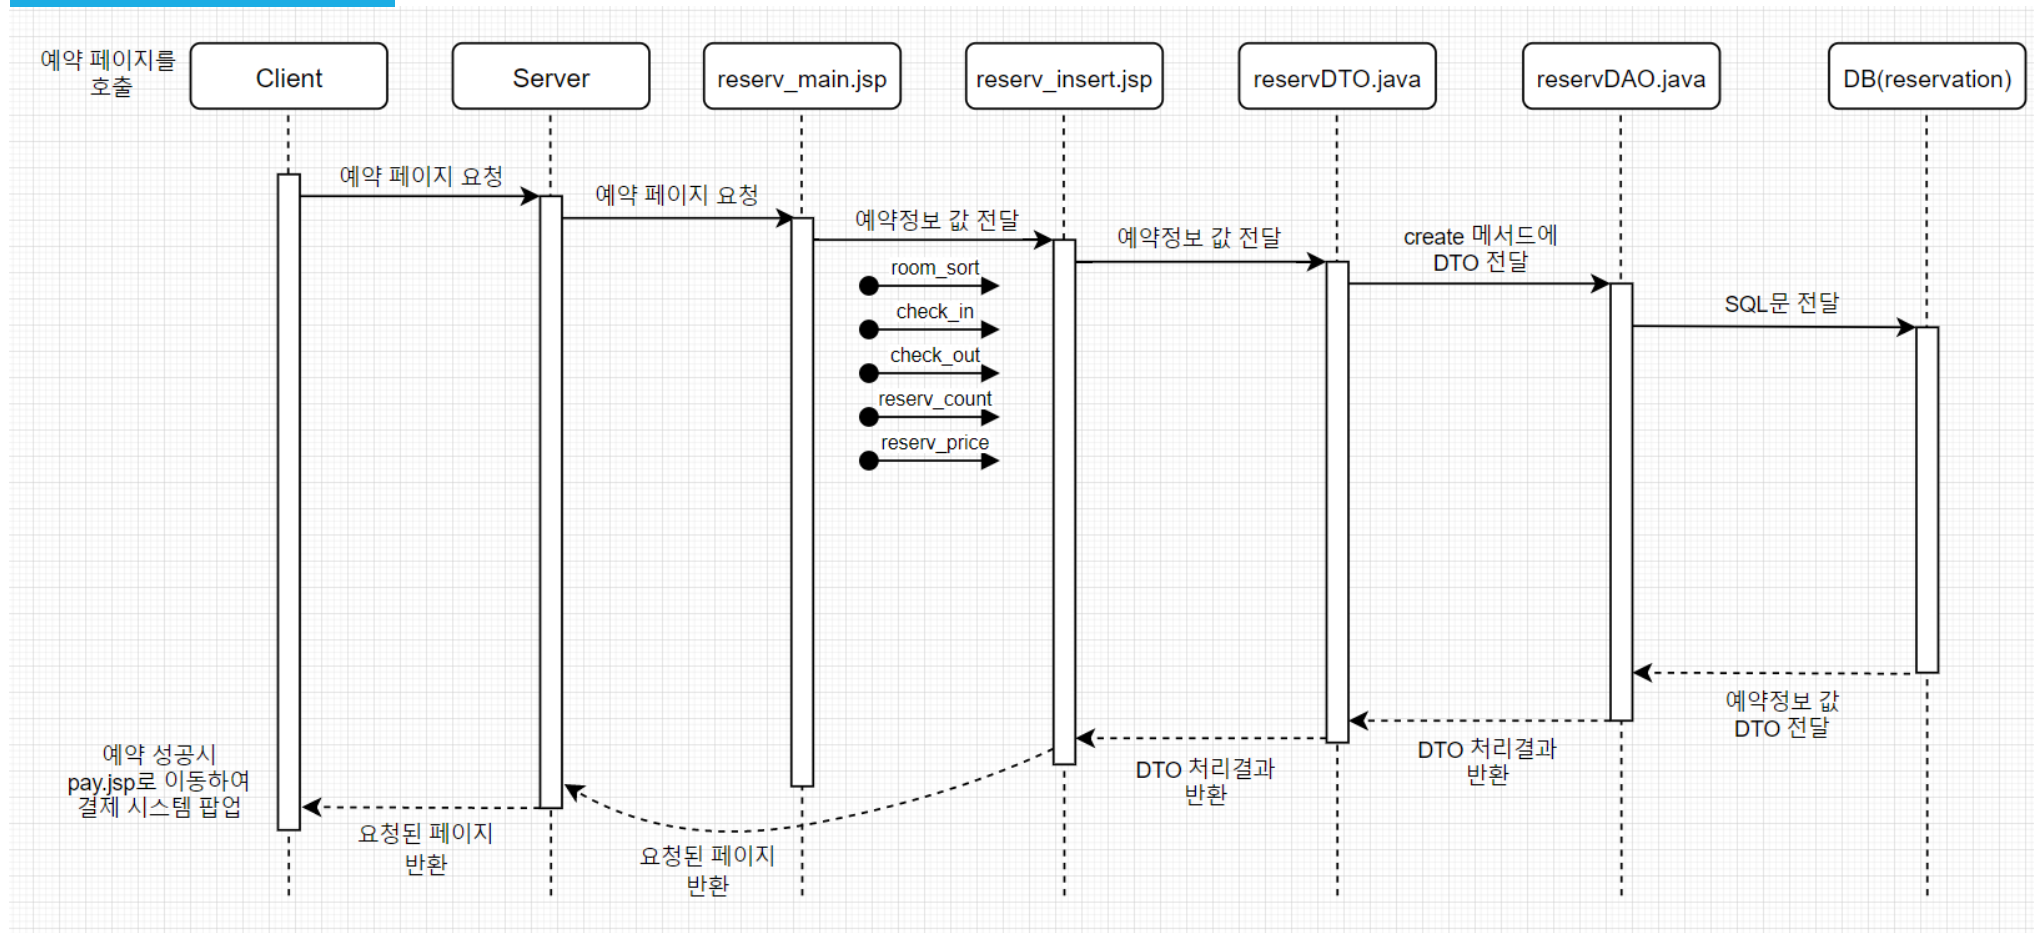 예약 페이지를
호출
Client
Server
reserv_main.jsp
reserv_insert.jsp
reservDTO.java
reservDAO.java
DB(reservation)
예약 페이지 요청
예약 페이지 요청
예약정보 값 전달
예약정보 값 전달
create 메서드에
DTO 전달
SQL문 전달
room_sort
check_in
check_out
reserv_count
reserv_price
예약정보 값
DTO 전달
DTO 처리결과
반환
DTO 처리결과
반환
요청된 페이지
반환
요청된 페이지
반환
예약 성공시
pay.jsp로 이동하여
결제 시스템 팝업